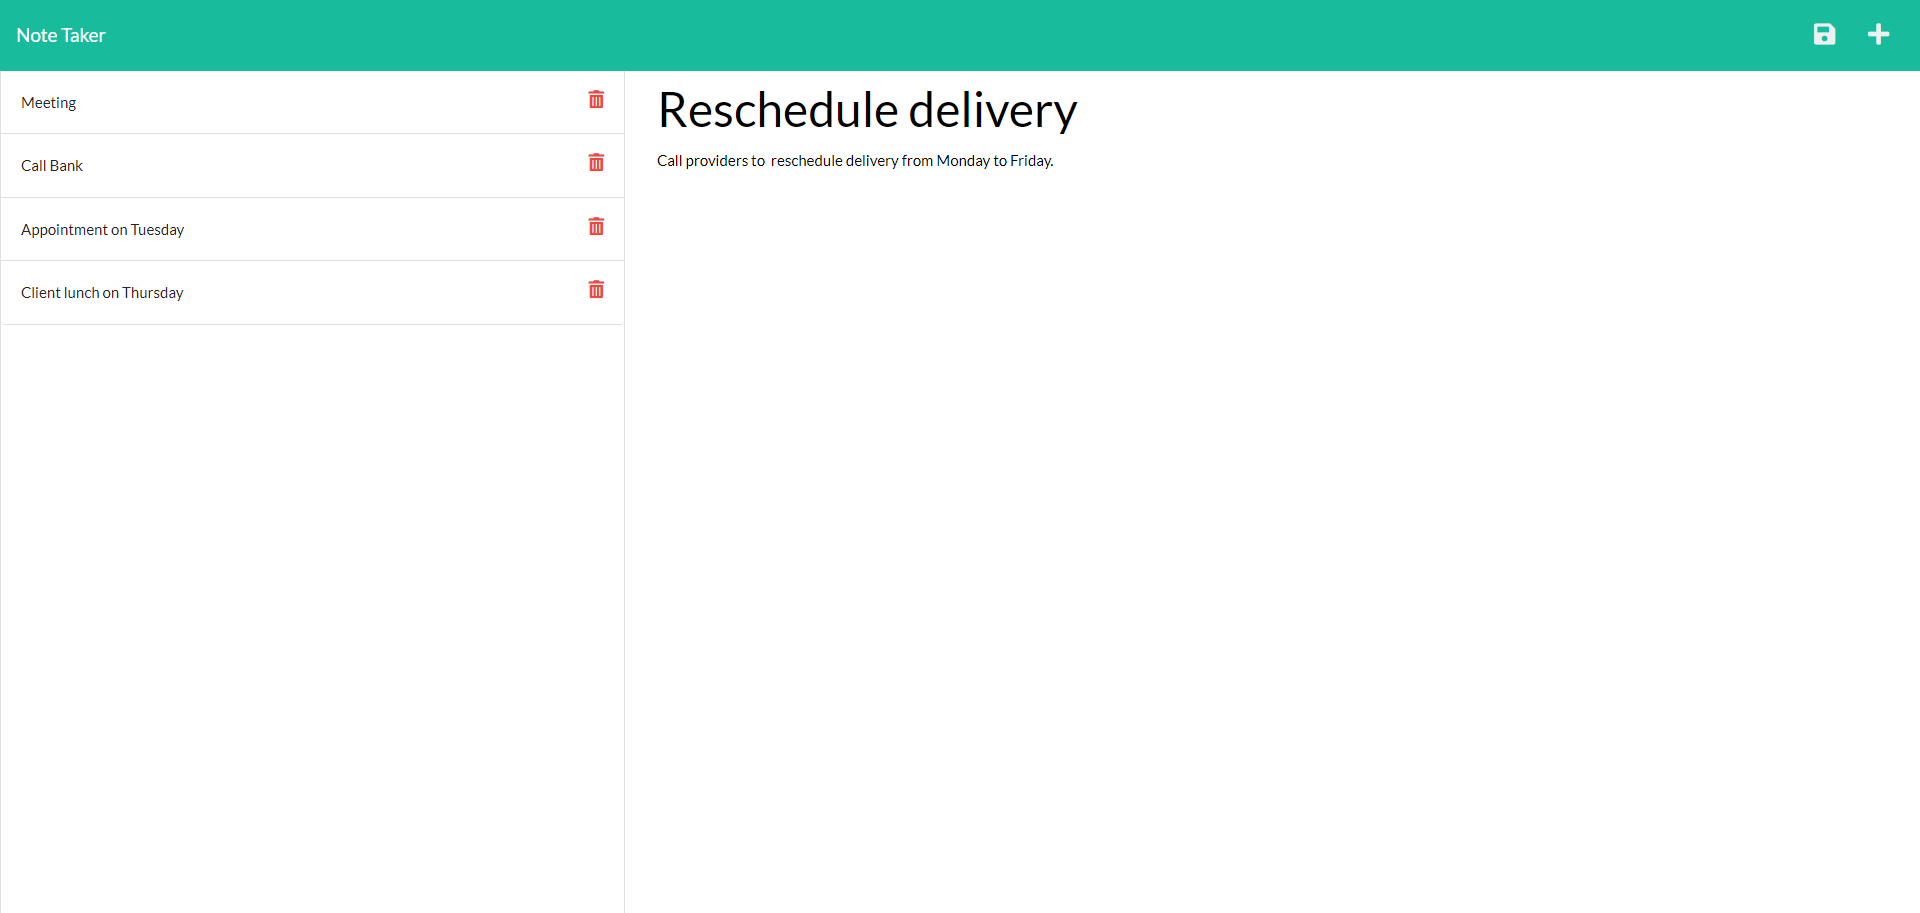 Note Taker
Meeting
Call Bank
Appointment on Tuesday
Client lunch on Thursday
Reschedule delivery
Call providers to  reschedule delivery from Monday to Friday.